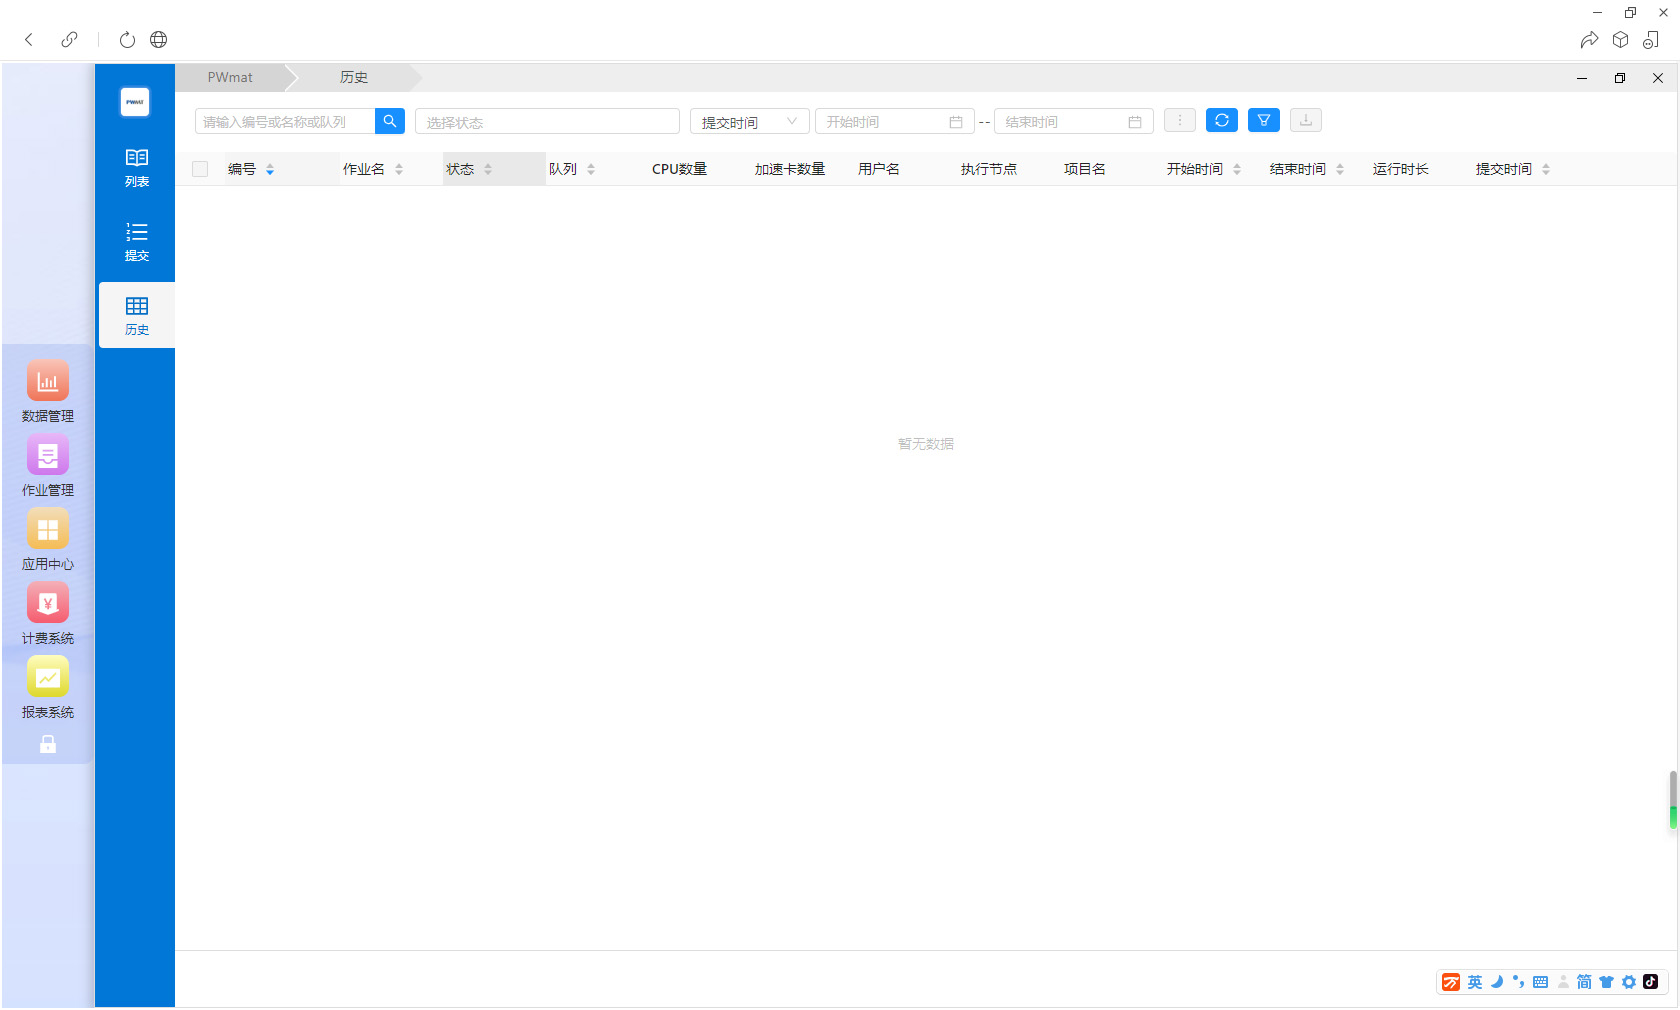 PWmat 历史
PWMAT
请输入编号或名称或队列 选择状态 提交时间 开始时间 -- 结束时间
编号 作业名 状态 队列 CPU数量 加速卡数量 用户名 执行节点 项目名 开始时间 结束时间 运行时长 提交时间
列表
提交
历史
数据管理
作业管理
应用中心
计费系统
报表系统
暂无数据
英 简